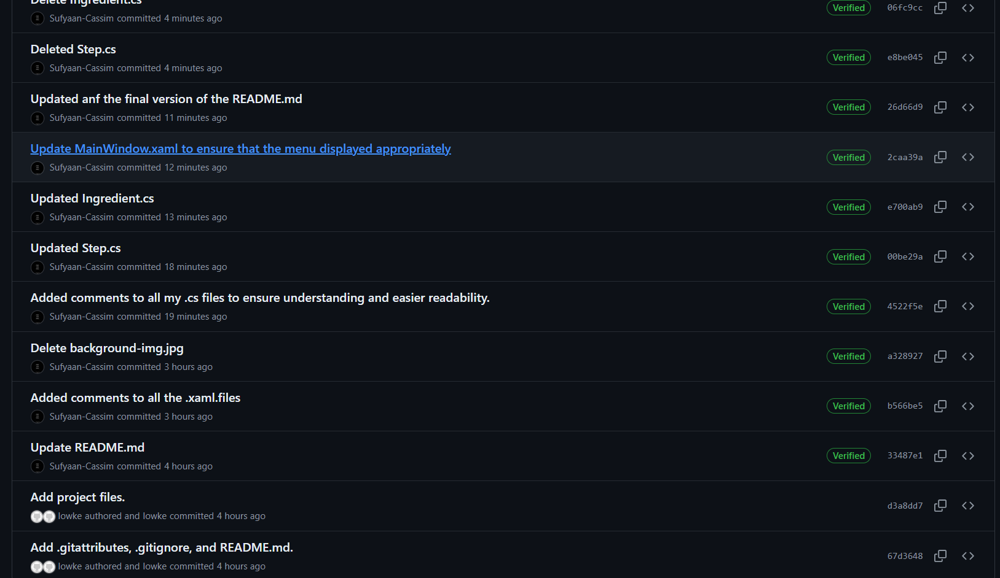 Delete Ingredient.cs
Sufyaan-Cassim committed 4 minutes ago
Verified
06fc9cc
Deleted Step.cs
Sufyaan-Cassim committed 4 minutes ago
Verified
e8be045
Updated anf the final version of the README.md
Sufyaan-Cassim committed 11 minutes ago
Verified
26d66d9
Update MainWindow.xaml to ensure that the menu displayed appropriately
Sufyaan-Cassim committed 12 minutes ago
Verified
2caa39a
Updated Ingredient.cs
Sufyaan-Cassim committed 13 minutes ago
Verified
e700ab9
Updated Step.cs
Sufyaan-Cassim committed 18 minutes ago
Verified
00be29a
Added comments to all my .cs files to ensure understanding and easier readability.
Sufyaan-Cassim committed 19 minutes ago
Verified
4522f5e
Delete background-img.jpg
Sufyaan-Cassim committed 3 hours ago
Verified
a328927
Added comments to all the .xaml.files
Sufyaan-Cassim committed 3 hours ago
Verified
b566be5
Update README.md
Sufyaan-Cassim committed 4 hours ago
Verified
33487e1
Add project files.
lowke authored and lowke committed 4 hours ago
d3a8dd7
Add .gitattributes, .gitignore, and README.md.
lowke authored and lowke committed 4 hours ago
67d3648